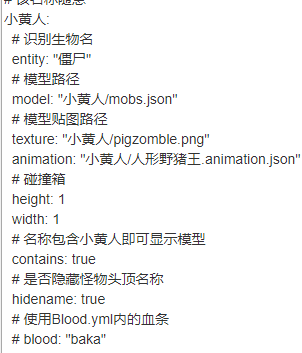 # 该名称随意
小黄人:
# 识别生物名
entity: "僵尸"
# 模型路径
model: "小黄人/mobs.json"
# 模型贴图路径
texture: "小黄人/pigzombie.png"
animation: "小黄人/人形野猪王.animation.json"
# 碰撞箱
height: 1
width: 1
# 名称包含小黄人即可显示模型
contains: true
# 是否隐藏怪物头顶名称
hidename: true
# 使用Blood.yml内的血条
# blood: "baka"